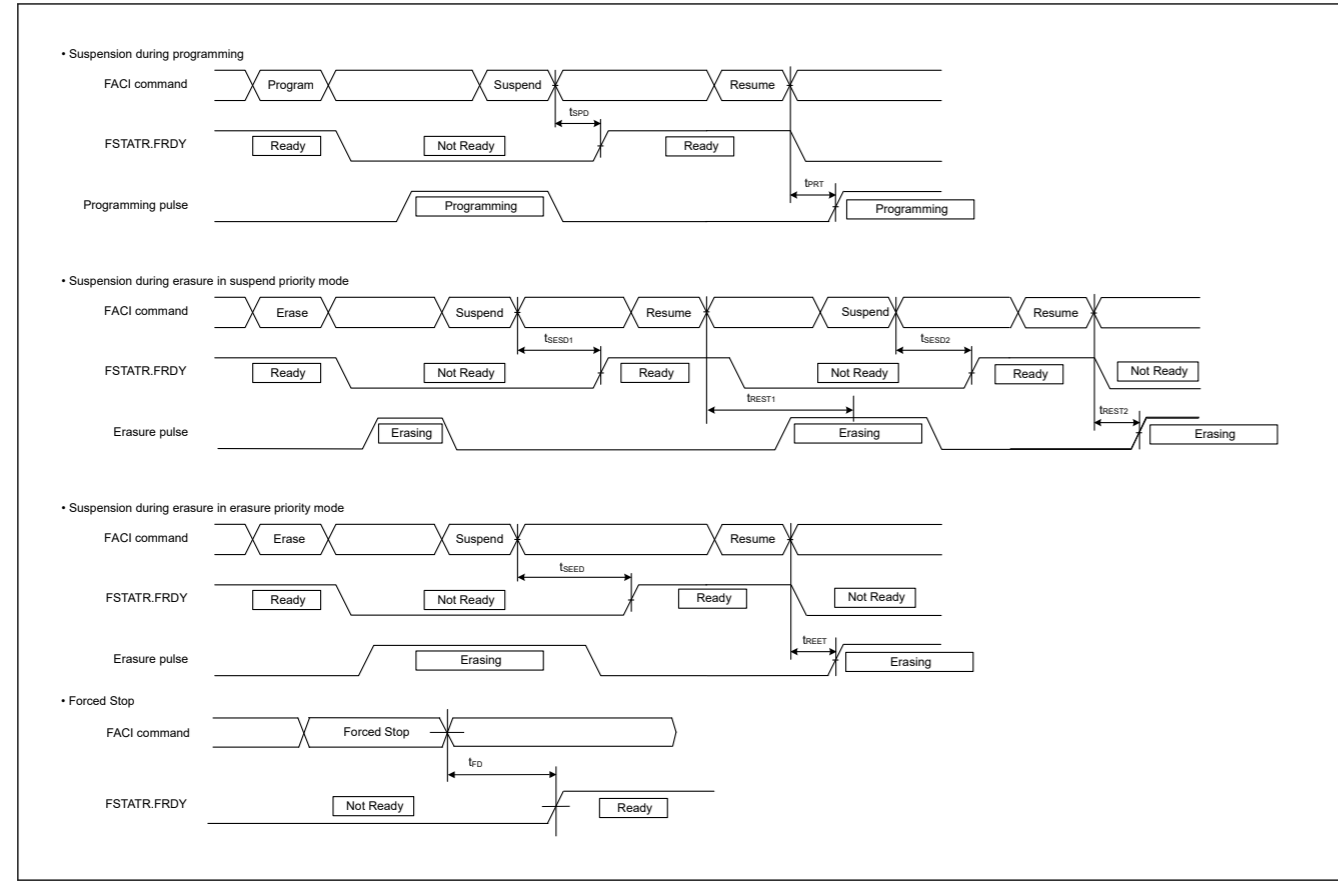 • Suspension during programming
FACI command Program Suspend Resume
tSPD
FSTATR.FRDY Ready Not Ready Ready
tPRT
Programming pulse Programming Programming
• Suspension during erasure in suspend priority mode
FACI command Erase Suspend Resume Suspend Resume
tSESD1 tSESD2
FSTATR.FRDY Ready Not Ready Ready Not Ready Ready Not Ready
tREST1 tREST2
Erasure pulse Erasing Erasing Erasing
• Suspension during erasure in erasure priority mode
FACI command Erase Suspend Resume
tSEED
FSTATR.FRDY Ready Not Ready Ready Not Ready
tREET
Erasure pulse Erasing Erasing
• Forced Stop
FACI command Forced Stop
tFD
FSTATR.FRDY Not Ready Ready